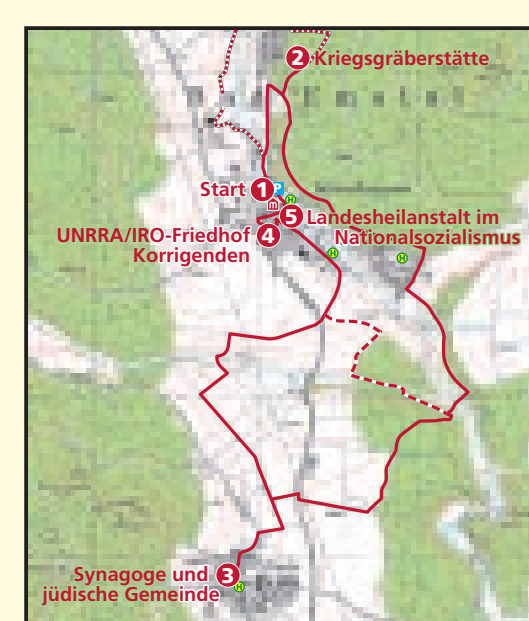 2 Kriegsgräberstätte
Start 1 P
H
5 Landesheilanstalt im
Nationalsozialismus
UNRRA/IRO-Friedhof 4
Korrigenden
H
H
Synagoge und 3
jüdische Gemeinde
H